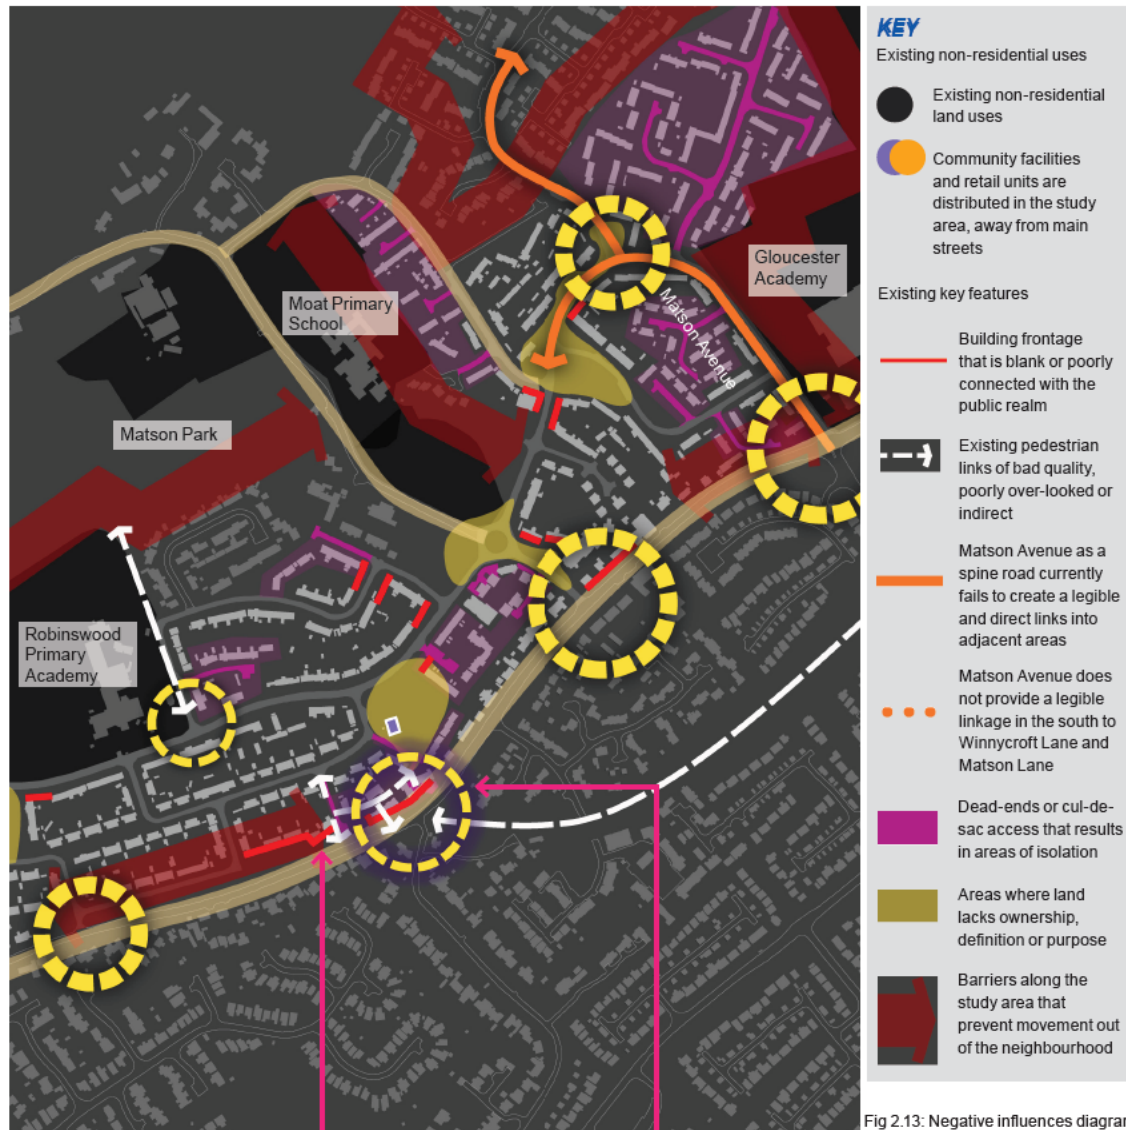 Moat Primary
School
Gloucester
Academy
Matson Avenue
Matson Park
Robinswood
Primary
Academy
KEY
Existing non-residential uses
Existing non-residential
land uses
Community facilities
and retail units are
distributed in the study
area, away from main
streets
Existing key features
Building frontage
that is blank or poorly
connected with the
public realm
Existing pedestrian
links of bad quality,
poorly over-looked or
indirect
Matson Avenue as a
spine road currently
fails to create a legible
and direct links into
adjacent areas
Matson Avenue does
not provide a legible
linkage in the south to
Winnycroft Lane and
Matson Lane
Dead-ends or cul-de-
sac access that results
in areas of isolation
Areas where land
lacks ownership,
definition or purpose
Barriers along the
study area that
prevent movement out
of the neighbourhood
Fig 2.13: Negative influences diagra